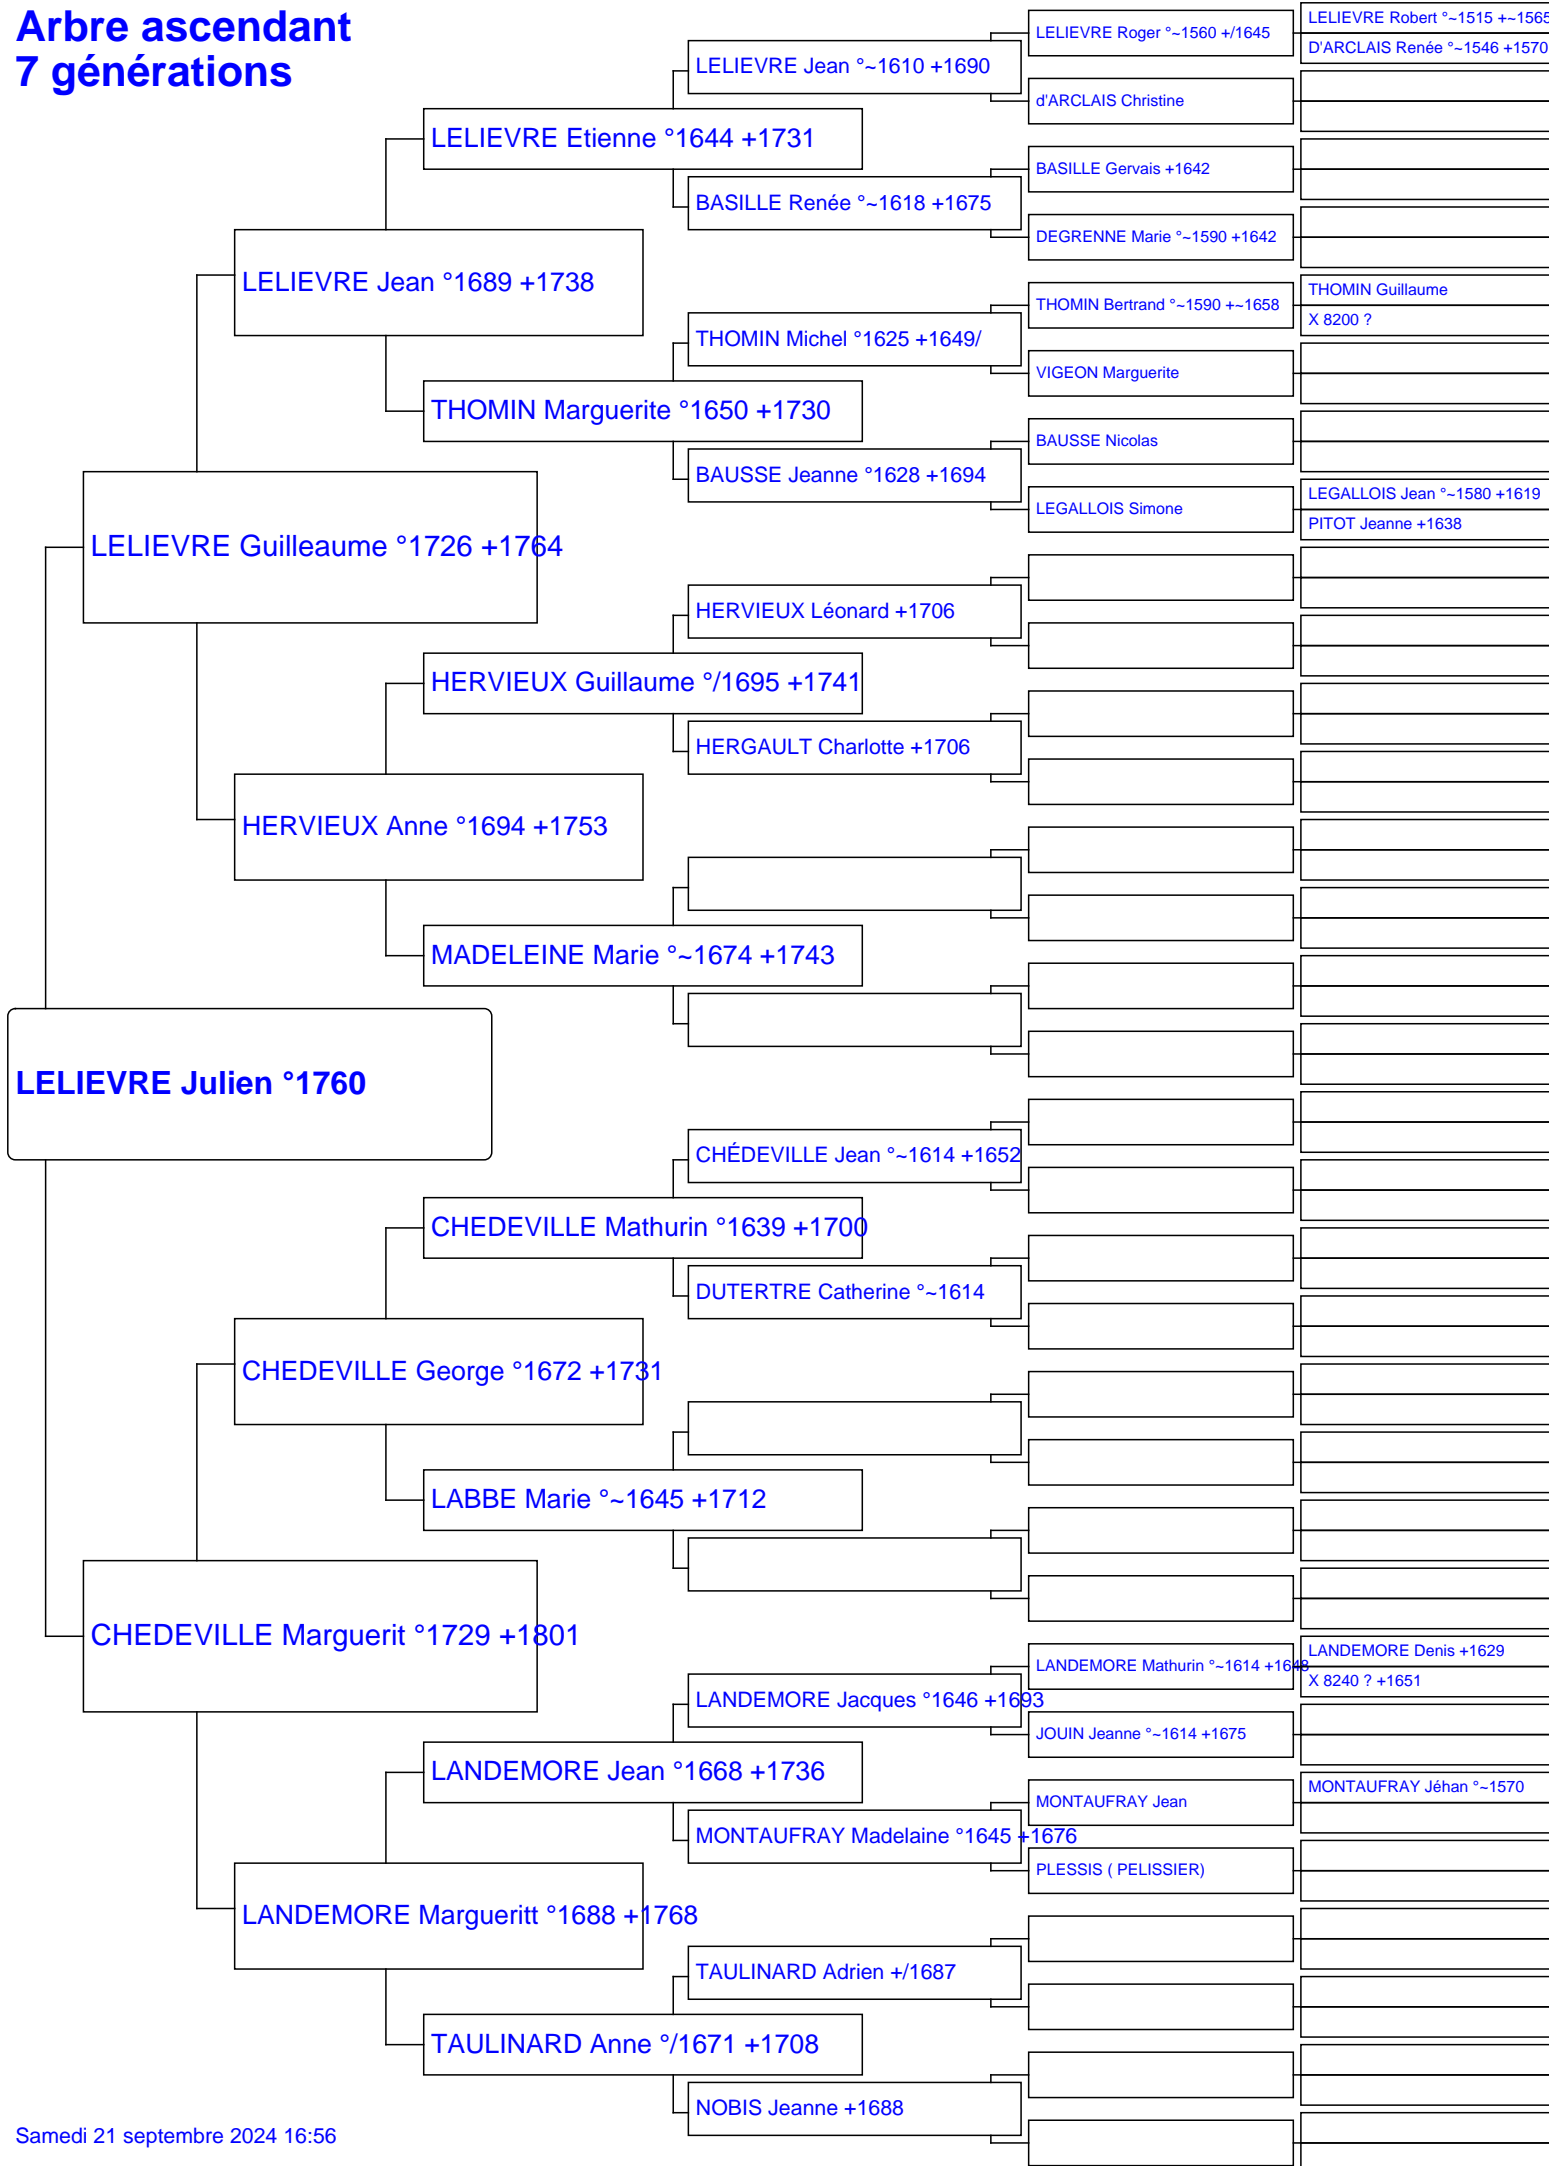 Arbre ascendant
7 générations
LELIEVRE Robert °~1515 +~1565
LELIEVRE Roger °~1560 +/1645
D'ARCLAIS Renée °~1546 +1570
LELIEVRE Jean °~1610 +1690
d'ARCLAIS Christine
LELIEVRE Etienne °1644 +1731
BASILLE Gervais +1642
BASILLE Renée °~1618 +1675
DEGRENNE Marie °~1590 +1642
LELIEVRE Jean °1689 +1738
THOMIN Guillaume
THOMIN Bertrand °~1590 +~1658
X 8200 ?
THOMIN Michel °1625 +1649/
VIGEON Marguerite
THOMIN Marguerite °1650 +1730
BAUSSE Nicolas
BAUSSE Jeanne °1628 +1694
LEGALLOIS Jean °~1580 +1619
LEGALLOIS Simone
PITOT Jeanne +1638
LELIEVRE Guilleaume °1726 +1764
HERVIEUX Léonard +1706
HERVIEUX Guillaume °/1695 +1741
HERGAULT Charlotte +1706
HERVIEUX Anne °1694 +1753
MADELEINE Marie °~1674 +1743
LELIEVRE Julien °1760
CHÉDEVILLE Jean °~1614 +1652
CHEDEVILLE Mathurin °1639 +1700
DUTERTRE Catherine °~1614
CHEDEVILLE George °1672 +1731
LABBE Marie °~1645 +1712
CHEDEVILLE Marguerit °1729 +1801
LANDEMORE Denis +1629
LANDEMORE Mathurin °~1614 +1648
X 8240 ? +1651
LANDEMORE Jacques °1646 +1693
JOUIN Jeanne °~1614 +1675
LANDEMORE Jean °1668 +1736
MONTAUFRAY Jéhan °~1570
MONTAUFRAY Jean
MONTAUFRAY Madelaine °1645 +1676
PLESSIS ( PELISSIER)
LANDEMORE Margueritt °1688 +1768
TAULINARD Adrien +/1687
TAULINARD Anne °/1671 +1708
NOBIS Jeanne +1688
Samedi 21 septembre 2024 16:56